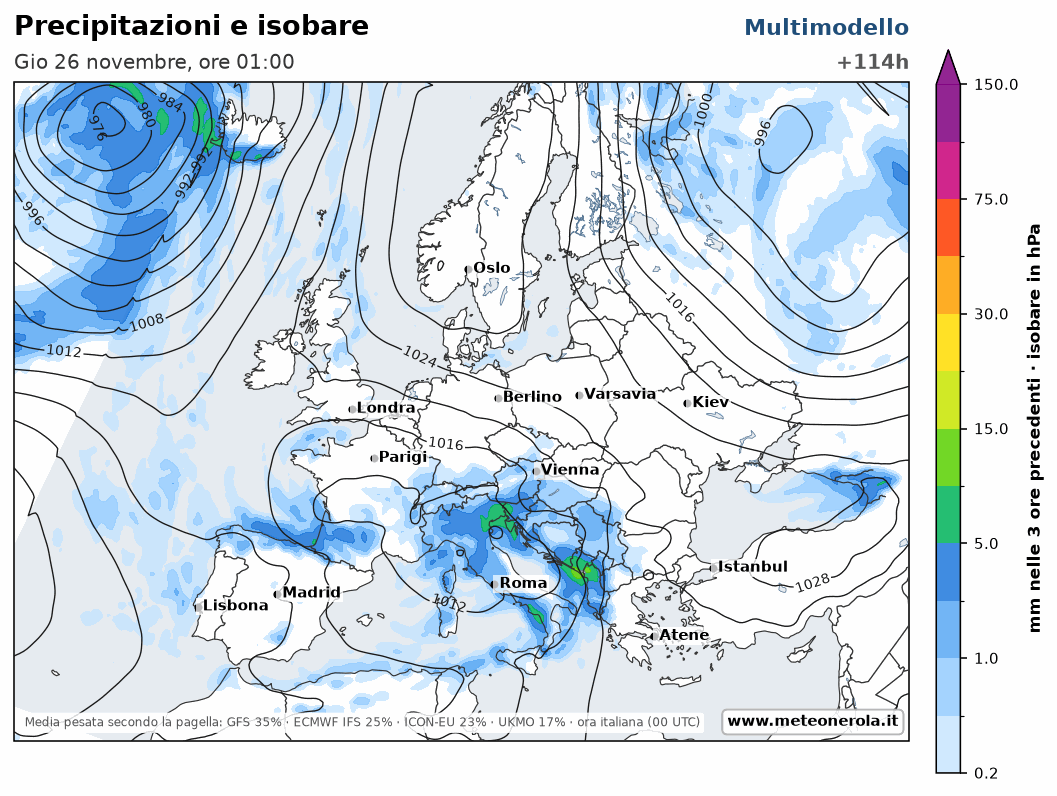 Precipitazioni e isobare
Multimodello
Gio 26 novembre, ore 01:00
+114h
984
980
976
992
992
996
1000
996
1008
1012
1016
1024
1016
1012
1028
Oslo
Berlino
Varsavia
Kiev
Londra
Parigi
Vienna
Roma
Istanbul
Madrid
Lisbona
Atene
Media pesata secondo la pagella: GFS 35% · ECMWF IFS 25% · ICON-EU 23% · UKMO 17% · ora italiana (00 UTC)
www.meteonerola.it
150.0
75.0
30.0
15.0
5.0
1.0
0.2
mm nelle 3 ore precedenti · isobare in hPa